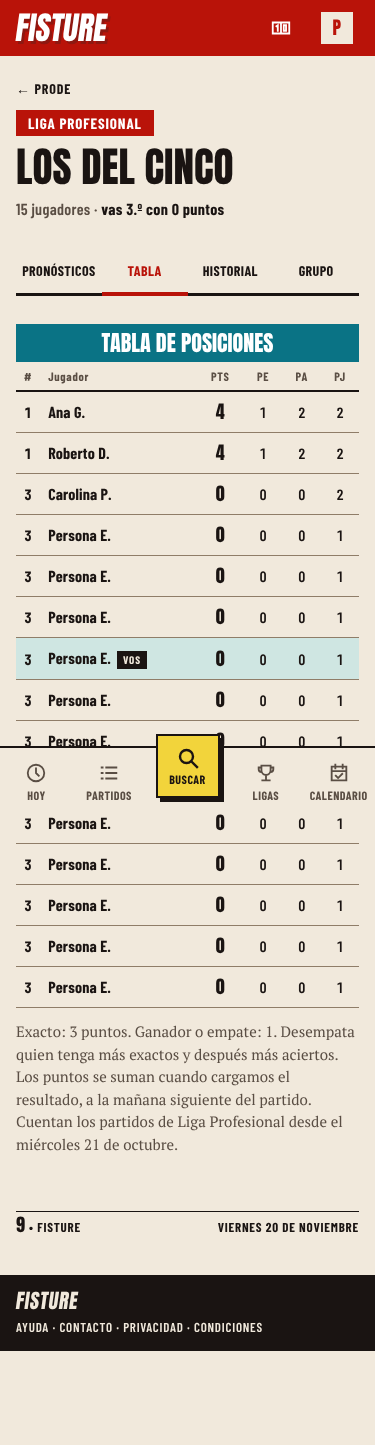 FISTURE
P
← PRODE
LIGA PROFESIONAL
LOS DEL CINCO
15 jugadores · vas 3.º con 0 puntos
PRONÓSTICOS TABLA HISTORIAL GRUPO
TABLA DE POSICIONES
# Jugador PTS PE PA PJ
1 Ana G. 4 1 2 2
1 Roberto D. 4 1 2 2
3 Carolina P. 0 0 0 2
3 Persona E. 0 0 0 1
3 Persona E. 0 0 0 1
3 Persona E. 0 0 0 1
3 Persona E. VOS 0 0 0 1
3 Persona E. 0 0 0 1
3 Persona E. 0 0 0 1
HOY PARTIDOS BUSCAR LIGAS CALENDARIO
3 Persona E. 0 0 0 1
3 Persona E. 0 0 0 1
3 Persona E. 0 0 0 1
3 Persona E. 0 0 0 1
3 Persona E. 0 0 0 1
Exacto: 3 puntos. Ganador o empate: 1. Desempata
quien tenga más exactos y después más aciertos.
Los puntos se suman cuando cargamos el
resultado, a la mañana siguiente del partido.
Cuentan los partidos de Liga Profesional desde el
miércoles 21 de octubre.
9 • FISTURE VIERNES 20 DE NOVIEMBRE
FISTURE
AYUDA · CONTACTO · PRIVACIDAD · CONDICIONES